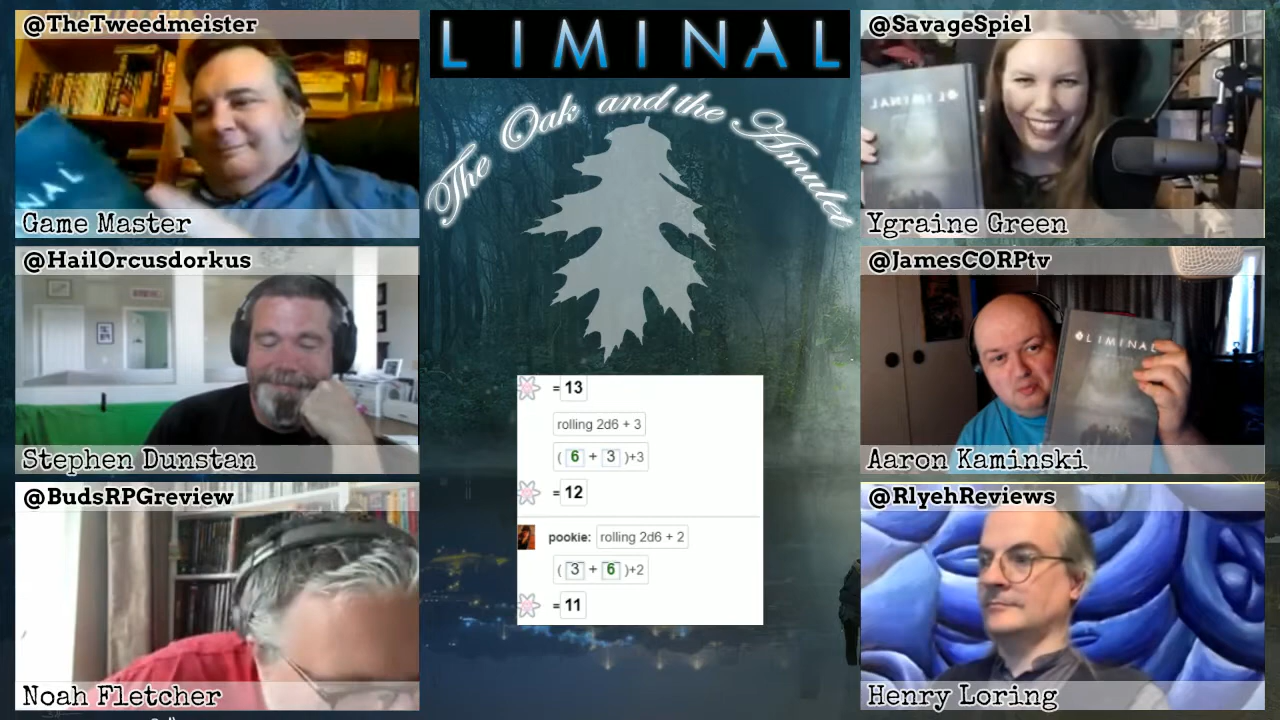 @TheTweedmeister
NAL
Game Master
LIMINAL
The Oak and the Amulet
@SavageSpiel
LIMINAL
Ygraine Green
@HailOrcusdorkus
Stephen Dunstan
= 13
rolling 2d6 + 3
( 6 + 3 )+3
= 12
pookie: rolling 2d6 + 2
( 3 + 6 )+2
= 11
@JamesCORPtv
LIMINAL
Aaron Kaminski
@BudsRPGreview
Noah Fletcher
@RlyehReviews
Henry Loring